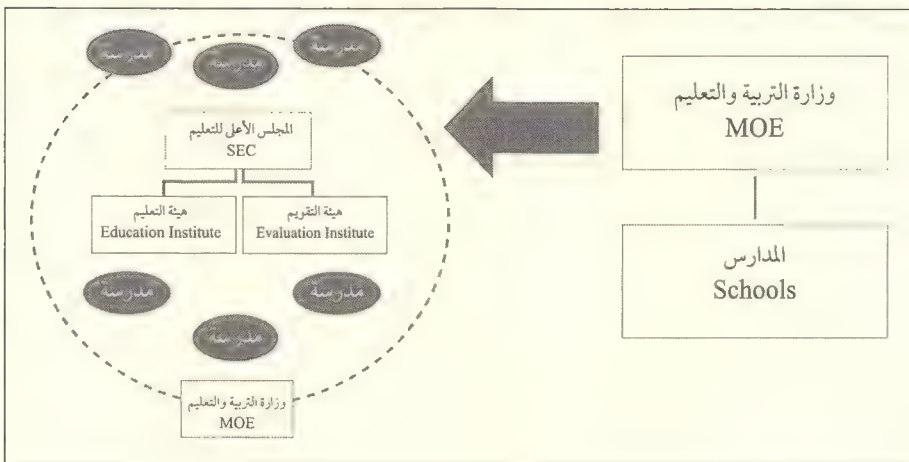 مدرسة
مدرسة
مدرسة
المجلس الأعلى للتعليم
SEC
هيئة التعليم
Education Institute
هيئة التقويم
Evaluation Institute
مدرسة
مدرسة
مدرسة
وزارة التربية والتعليم
MOE
وزارة التربية والتعليم
MOE
المدارس
Schools